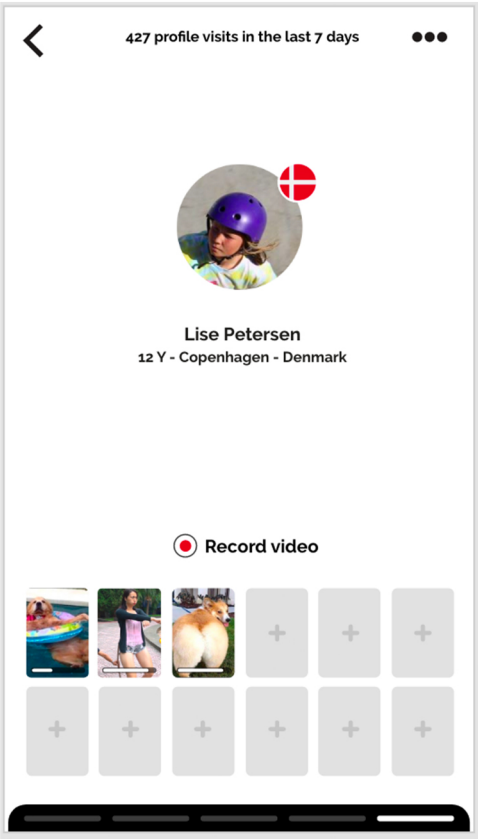 427 profile visits in the last 7 days
Lise Petersen
12 Y - Copenhagen - Denmark
Record video